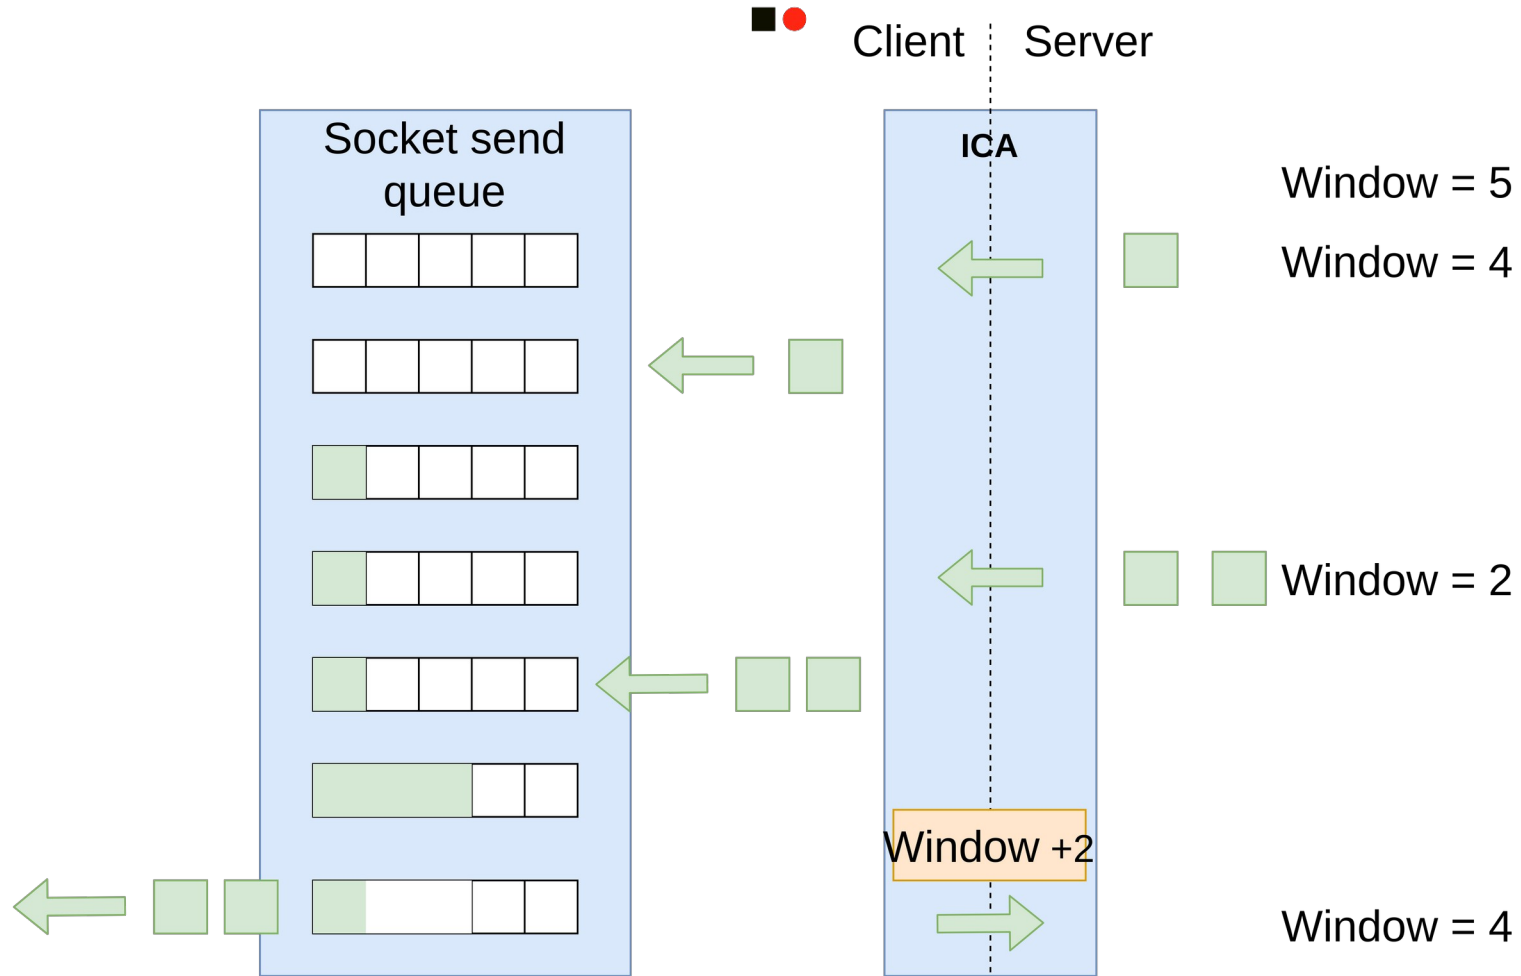 Client
Server
Socket send
queue
ICA
Window = 5
Window = 4
Window = 2
Window +2
Window = 4